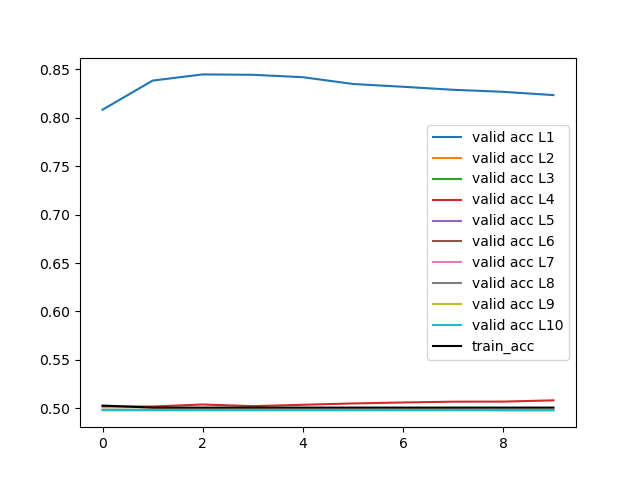 0.85
0.80
0.75
0.70
0.65
0.60
0.55
0.50
0 2 4 6 8
valid acc L1
valid acc L2
valid acc L3
valid acc L4
valid acc L5
valid acc L6
valid acc L7
valid acc L8
valid acc L9
valid acc L10
train_acc